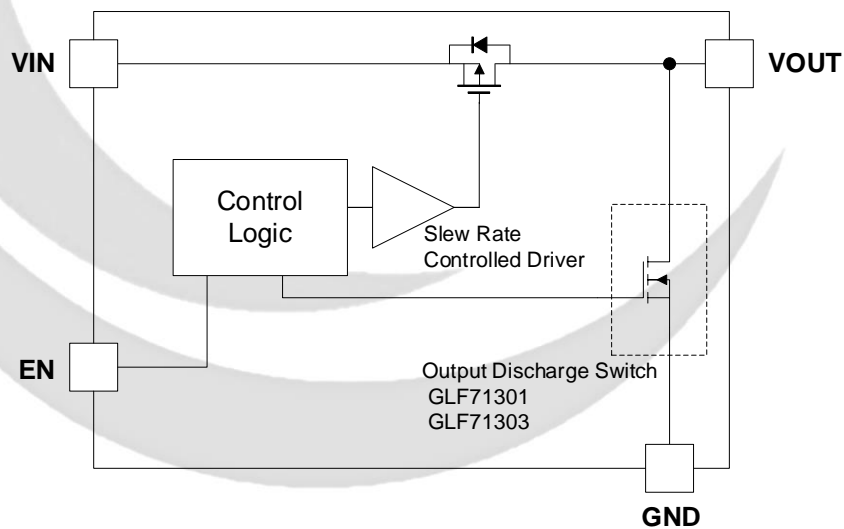 VIN
VOUT
Control
Logic
Slew Rate
Controlled Driver
EN
Output Discharge Switch
GLF71301
GLF71303
GND